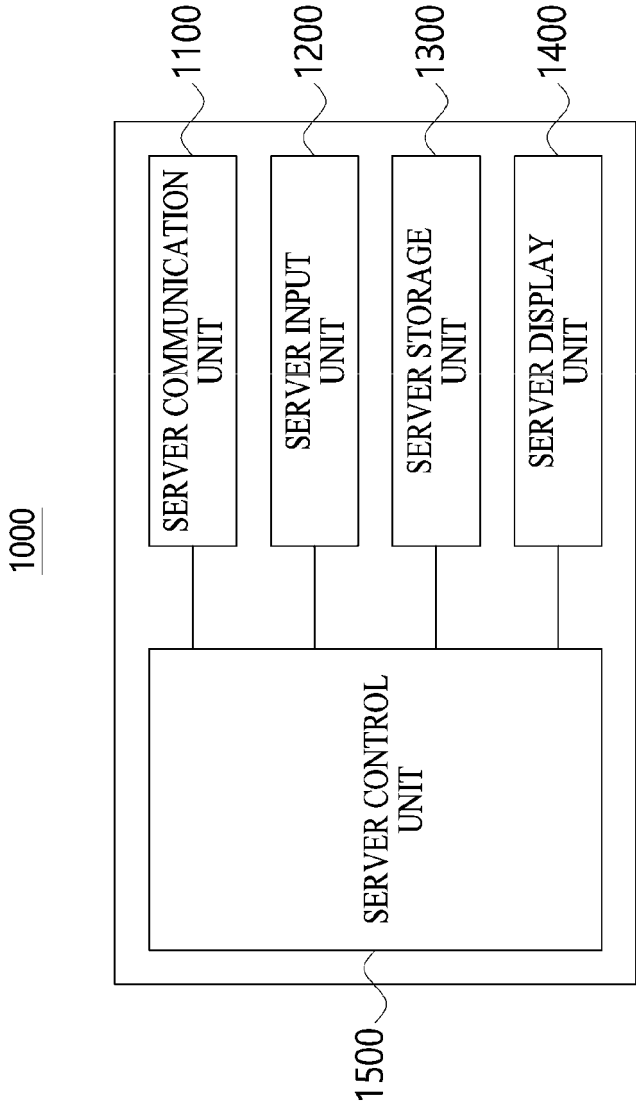 1000
SERVER CONTROL
UNIT
1500
SERVER COMMUNICATION
UNIT
1100
SERVER INPUT
UNIT
1200
SERVER STORAGE
UNIT
1300
SERVER DISPLAY
UNIT
1400